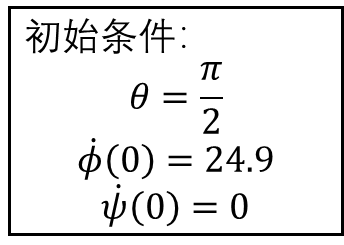 初始条件:
θ = π/2
ϕ̇(0) = 24.9
ψ̇(0) = 0